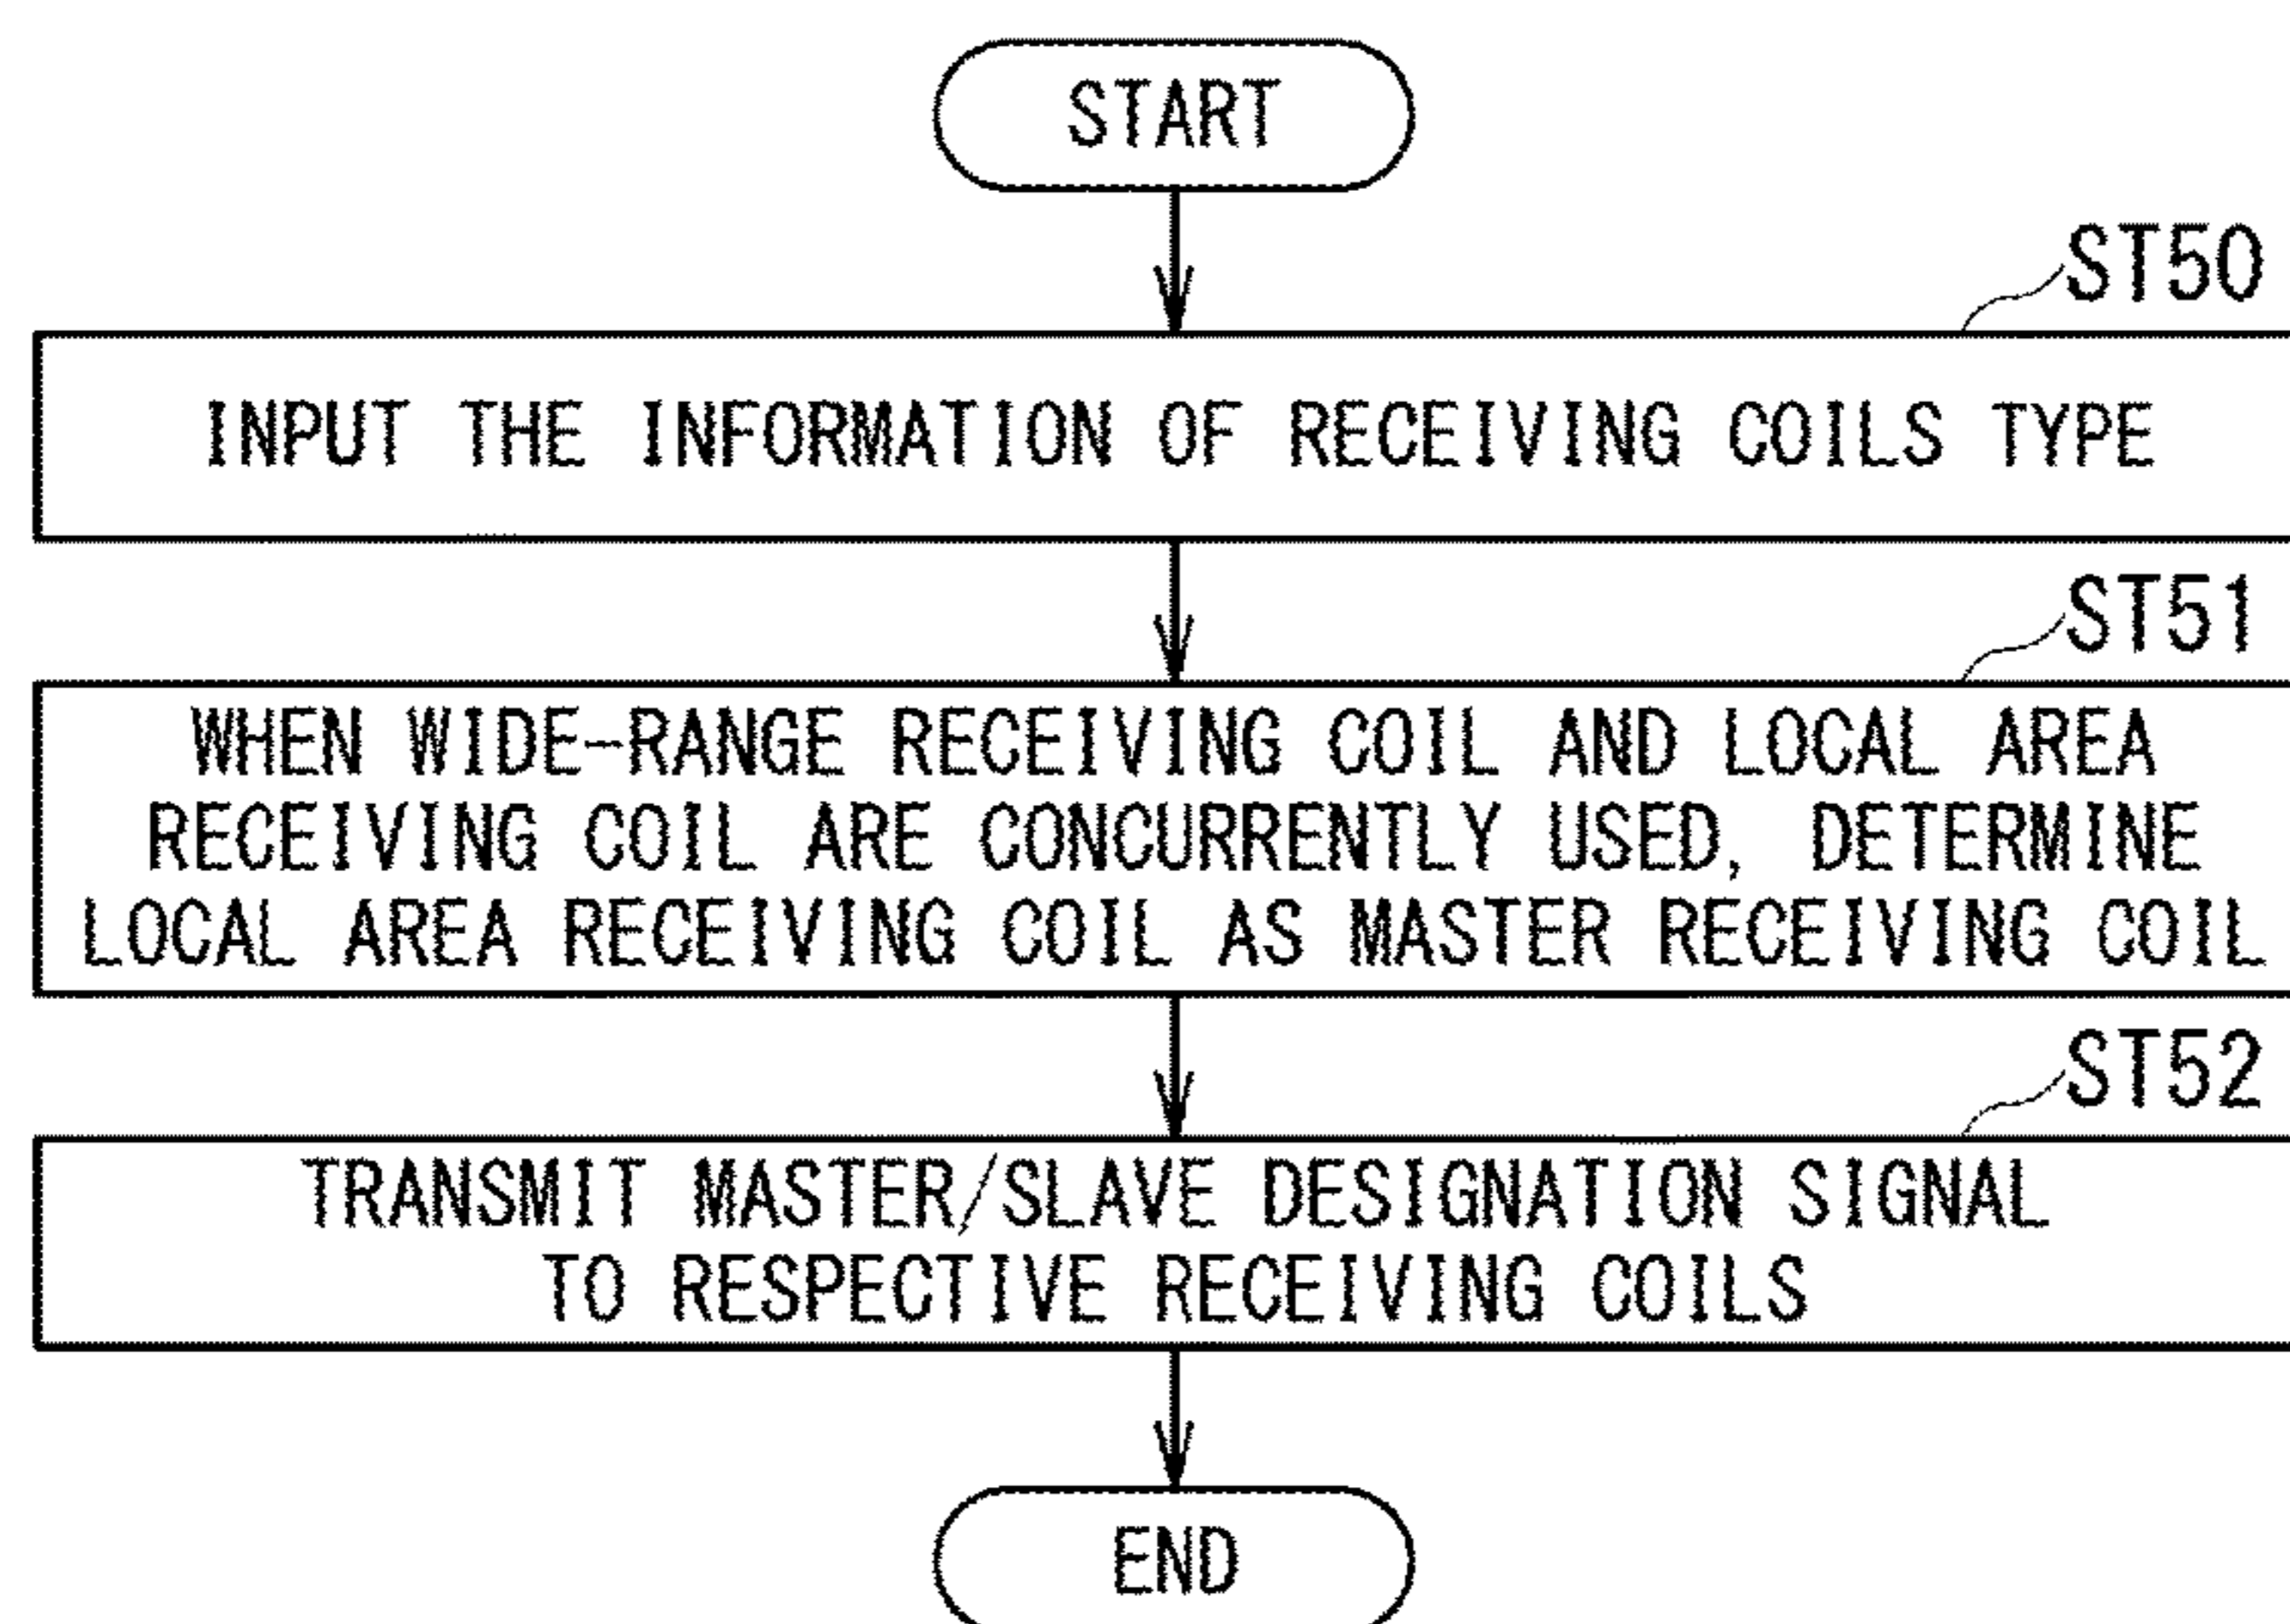 START
ST50
INPUT THE INFORMATION OF RECEIVING COILS TYPE
ST51
WHEN WIDE-RANGE RECEIVING COIL AND LOCAL AREA
RECEIVING COIL ARE CONCURRENTLY USED, DETERMINE
LOCAL AREA RECEIVING COIL AS MASTER RECEIVING COIL
ST52
TRANSMIT MASTER/SLAVE DESIGNATION SIGNAL
TO RESPECTIVE RECEIVING COILS
END